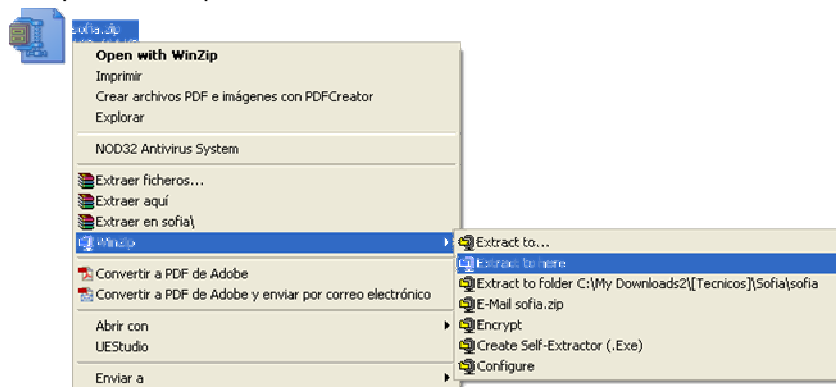 sofia.zip
Open with WinZip
Imprimir
Crear archivos PDF e imágenes con PDFCreator
Explorar
NOD32 Antivirus System
Extraer ficheros...
Extraer aquí
Extraer en sofia\
WinZip
Extract to...
Extract to here
Extract to folder C:\My Downloads2\[Tecnicos]\Sofia\sofia
E-Mail sofia.zip
Encrypt
Create Self-Extractor (.Exe)
Configure
Convertir a PDF de Adobe
Convertir a PDF de Adobe y enviar por correo electrónico
Abrir con
UEStudio
Enviar a